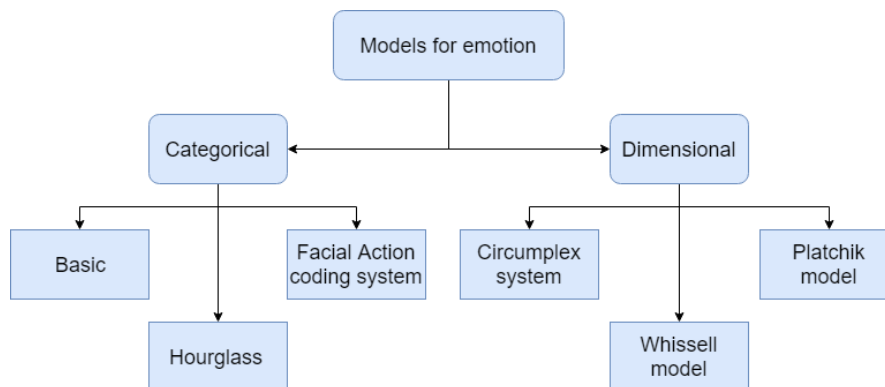 Models for emotion
Categorical
Dimensional
Basic
Facial Action
coding system
Circumplex
system
Platchik
model
Hourglass
Whissell
model